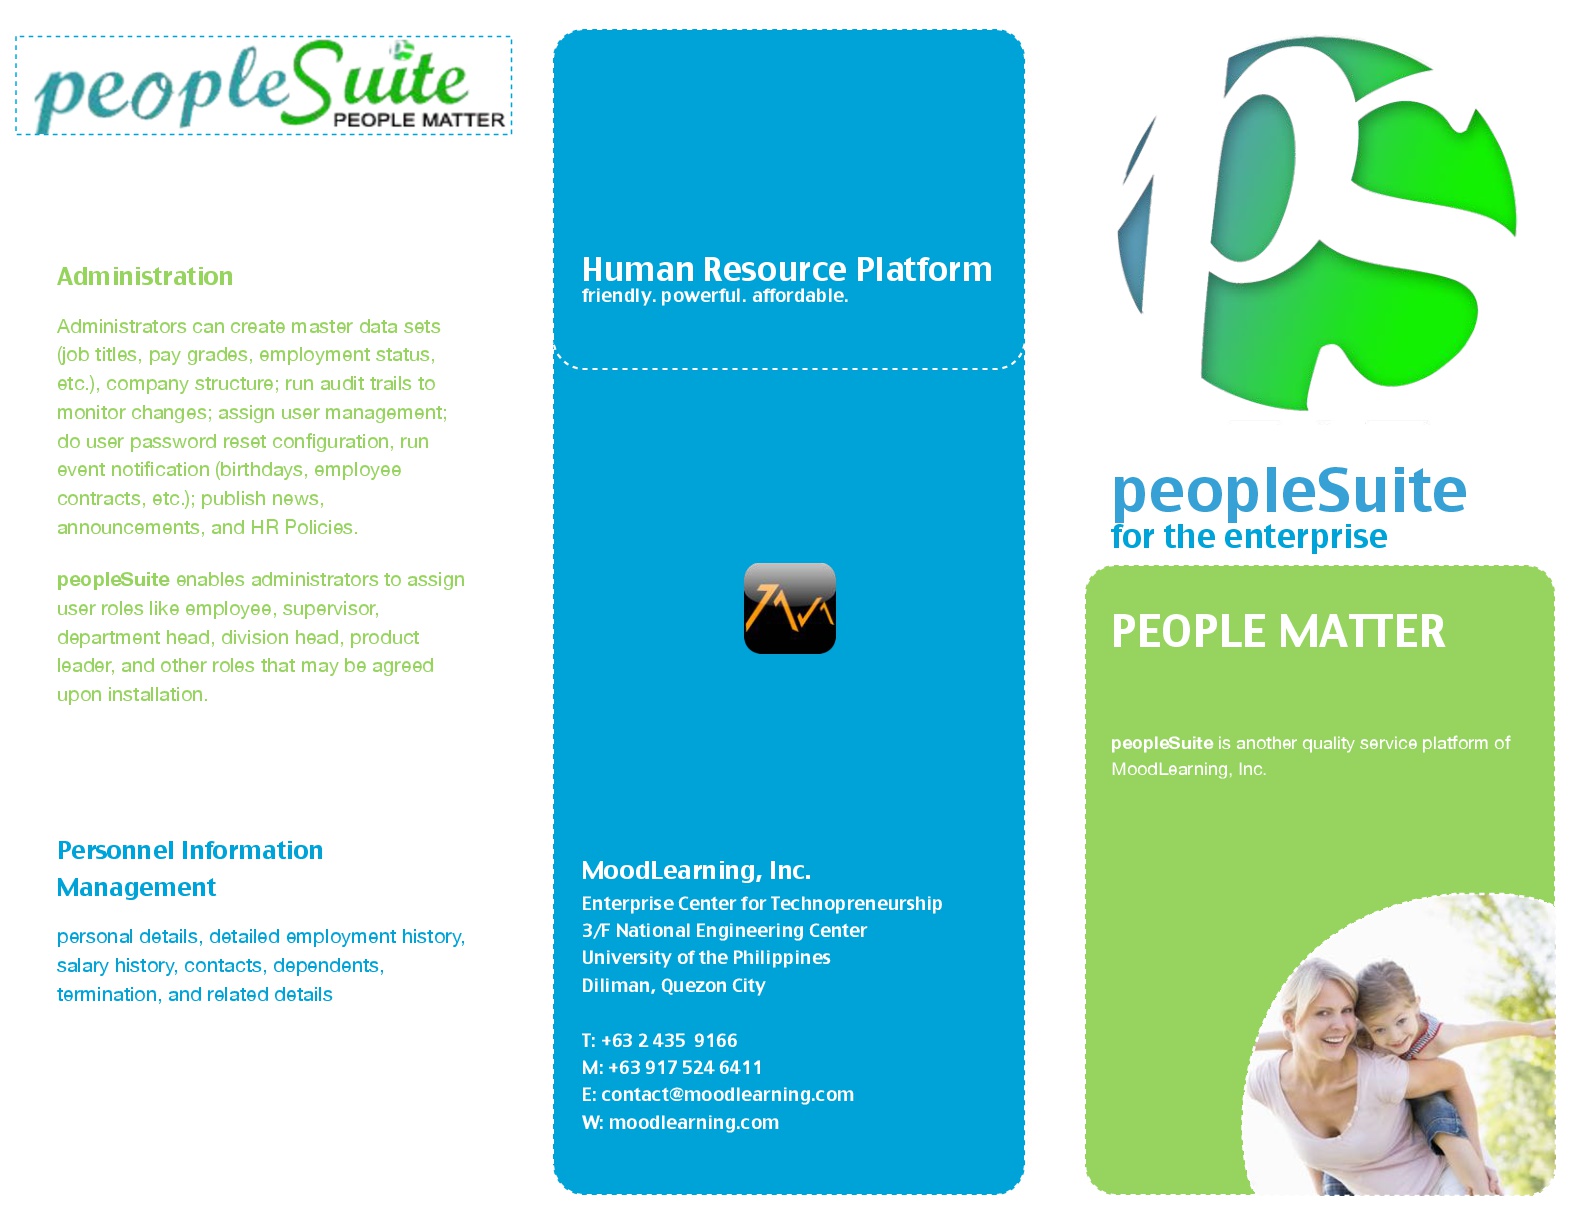 peopleSuite
PEOPLE MATTER
Administration
Administrators can create master data sets
(job titles, pay grades, employment status,
etc.), company structure; run audit trails to
monitor changes; assign user management;
do user password reset configuration, run
event notification (birthdays, employee
contracts, etc.); publish news,
announcements, and HR Policies.
peopleSuite enables administrators to assign
user roles like employee, supervisor,
department head, division head, product
leader, and other roles that may be agreed
upon installation.
Personnel Information
Management
personal details, detailed employment history,
salary history, contacts, dependents,
termination, and related details
Human Resource Platform
friendly. powerful. affordable.
MoodLearning, Inc.
Enterprise Center for Technopreneurship
3/F National Engineering Center
University of the Philippines
Diliman, Quezon City
T: +63 2 435 9166
M: +63 917 524 6411
E: contact@moodlearning.com
W: moodlearning.com
ps
peopleSuite
for the enterprise
PEOPLE MATTER
peopleSuite is another quality service platform of
MoodLearning, Inc.